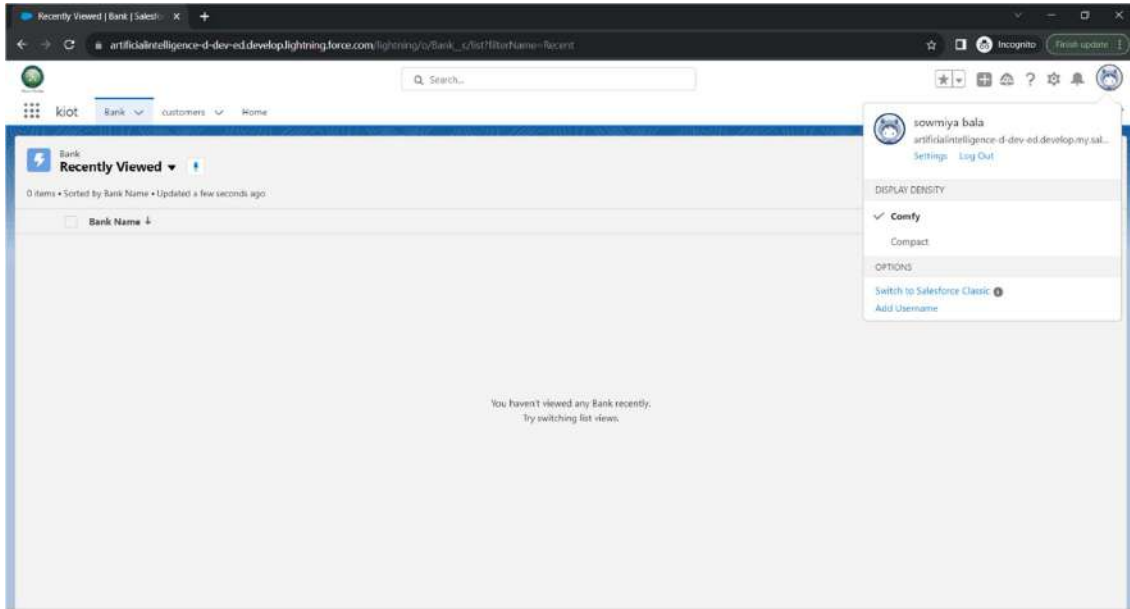 Recently Viewed | Bank | Salesfo
artificialintelligence-d-dev-ed.develop.lightning.force.com/lightning/o/Bank__c/list?filterName=Recent
Incognito
Finish update
Search...
kiot
Bank
customers
Home
Bank
Recently Viewed
0 items • Sorted by Bank Name • Updated a few seconds ago
Bank Name
You haven't viewed any Bank recently.
Try switching list views.
sowmiya bala
artificialintelligence-d-dev-ed.develop.my.sal...
Settings Log Out
DISPLAY DENSITY
Comfy
Compact
OPTIONS
Switch to Salesforce Classic
Add Username